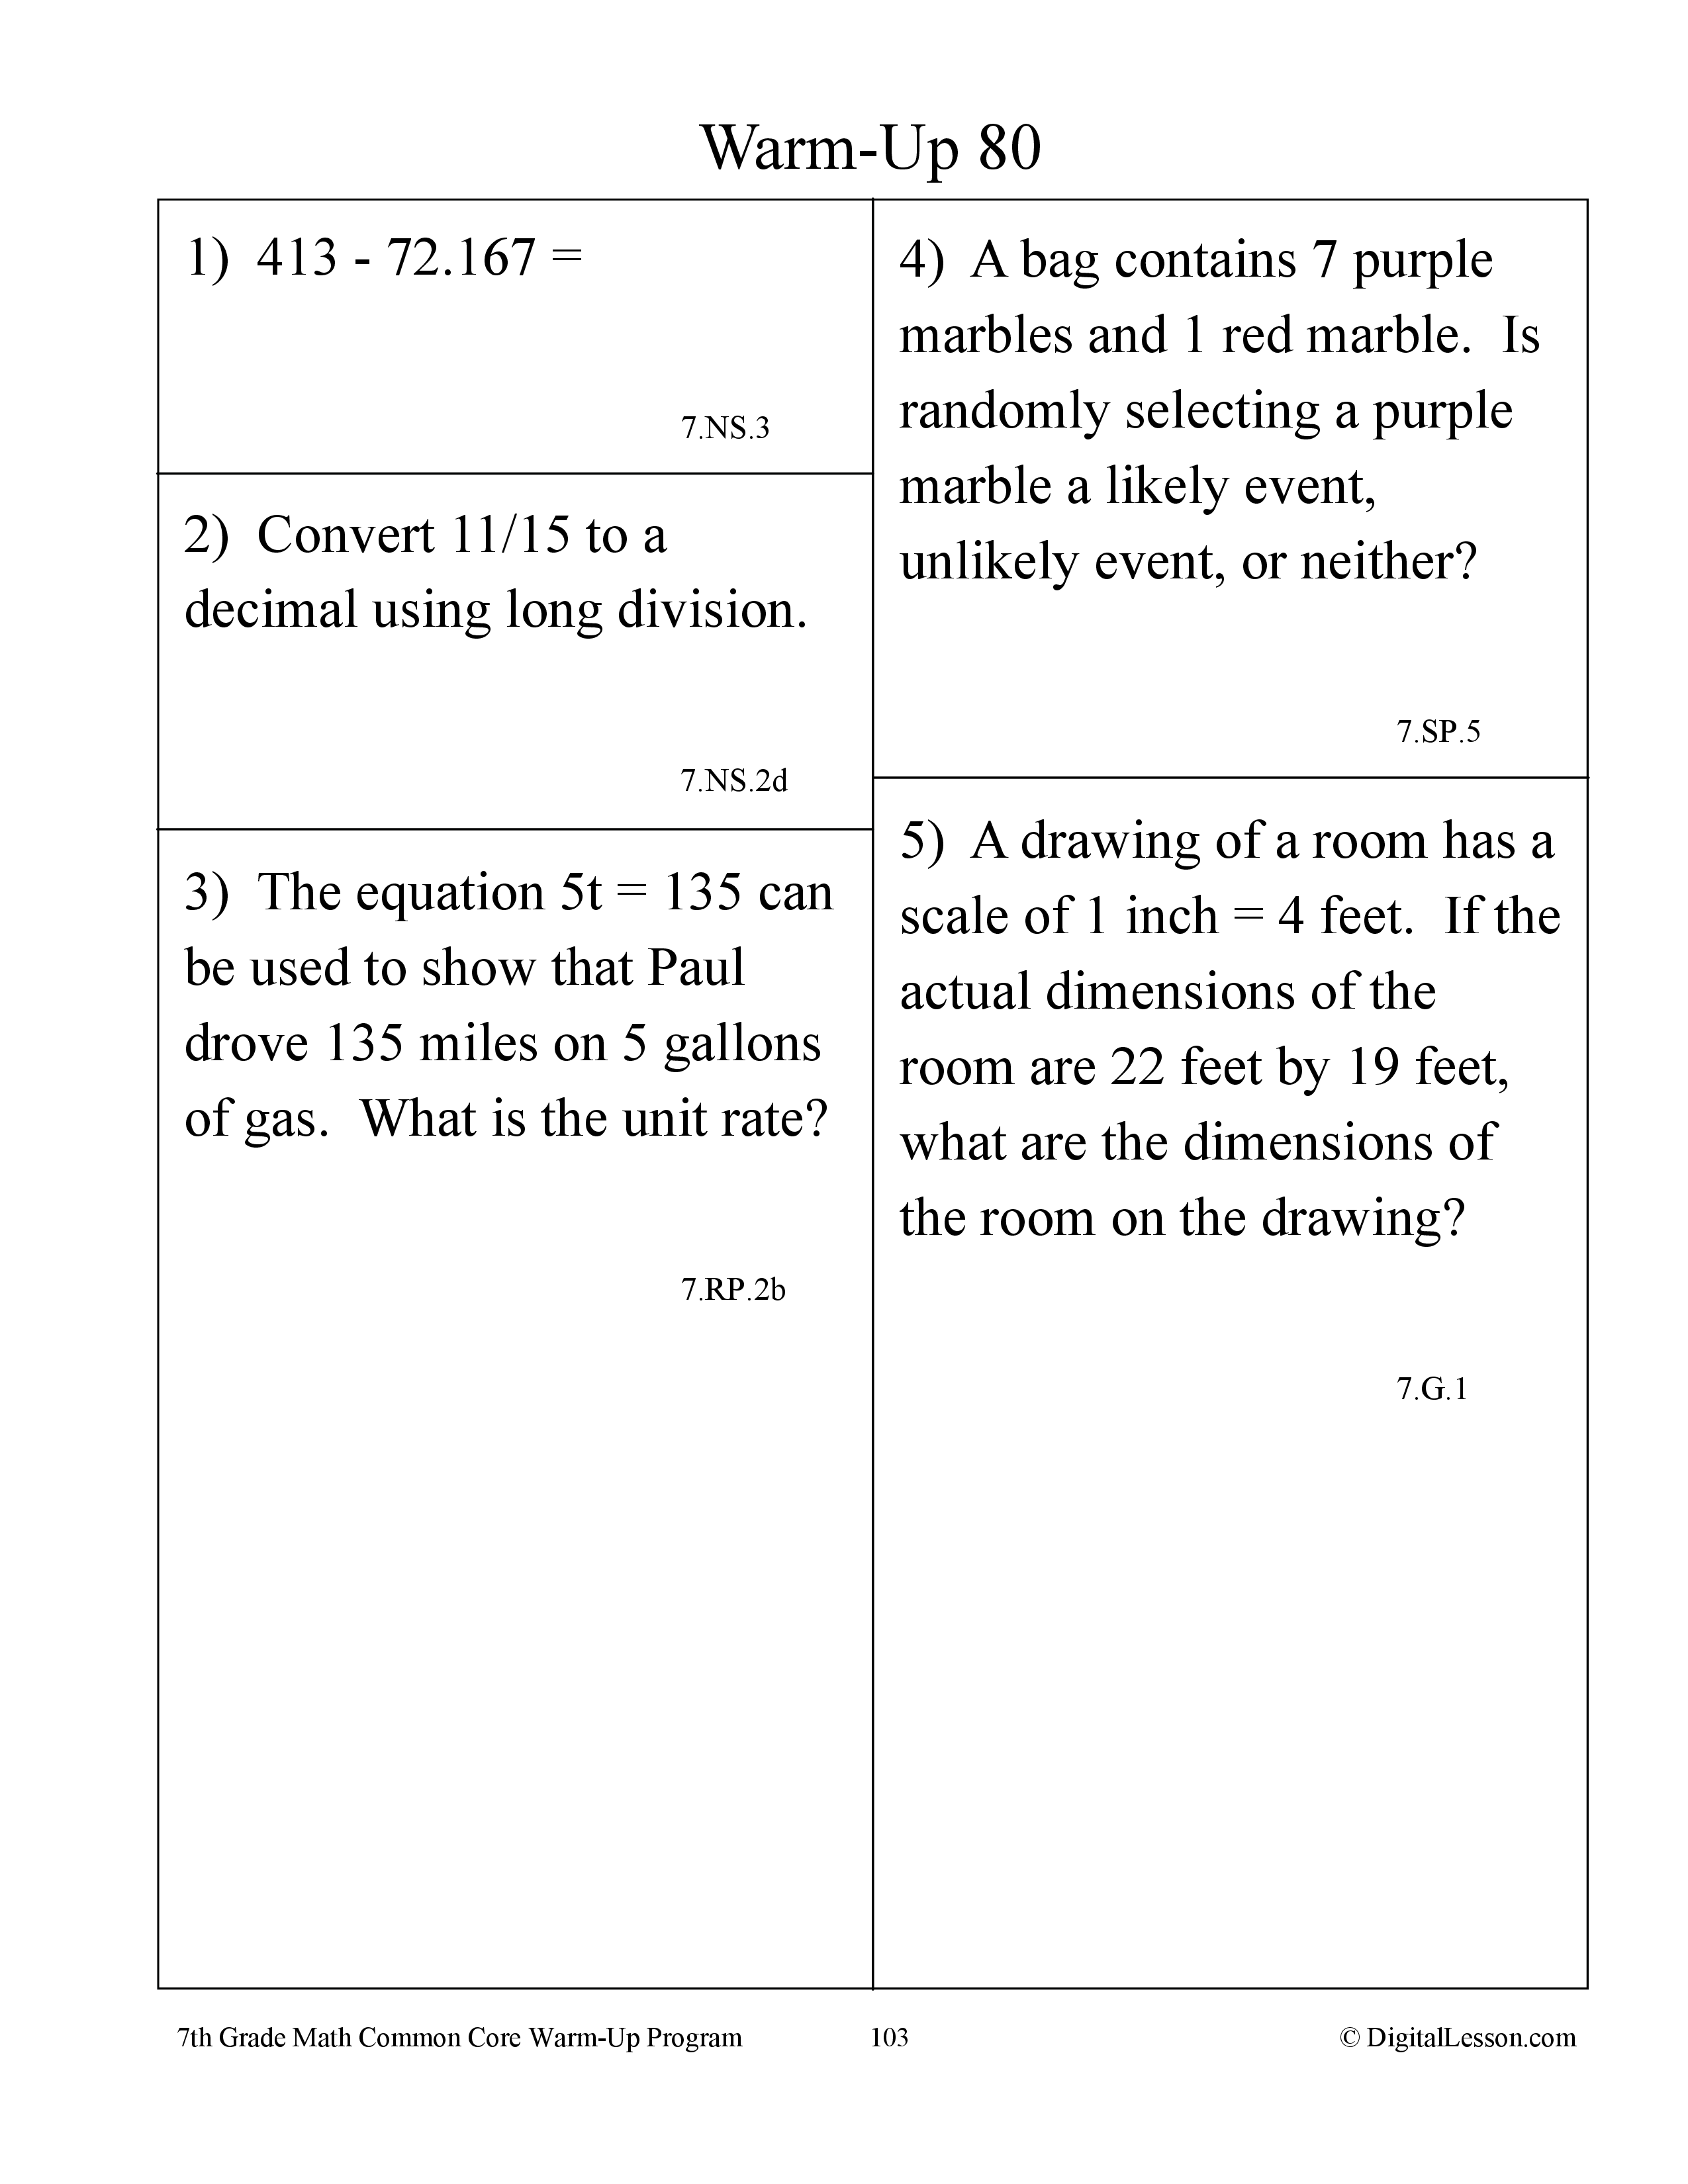 Warm-Up 80
1)  413 - 72.167 =
7.NS.3
2)  Convert 11/15 to a
decimal using long division.
7.NS.2d
3)  The equation 5t = 135 can
be used to show that Paul
drove 135 miles on 5 gallons
of gas.  What is the unit rate?
7.RP.2b
4)  A bag contains 7 purple
marbles and 1 red marble.  Is
randomly selecting a purple
marble a likely event,
unlikely event, or neither?
7.SP.5
5)  A drawing of a room has a
scale of 1 inch = 4 feet.  If the
actual dimensions of the
room are 22 feet by 19 feet,
what are the dimensions of
the room on the drawing?
7.G.1
7th Grade Math Common Core Warm-Up Program 103 © DigitalLesson.com